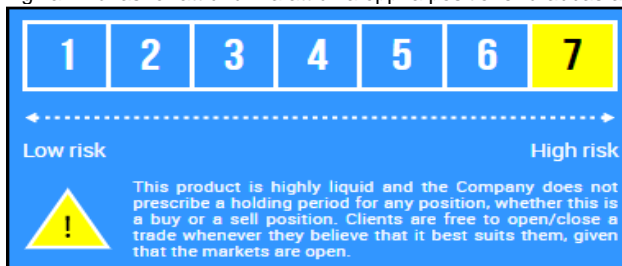 1 2 3 4 5 6 7
Low risk High risk
!
This product is highly liquid and the Company does not
prescribe a holding period for any position, whether this is
a buy or a sell position. Clients are free to open/close a
trade whenever they believe that it best suits them, given
that the markets are open.